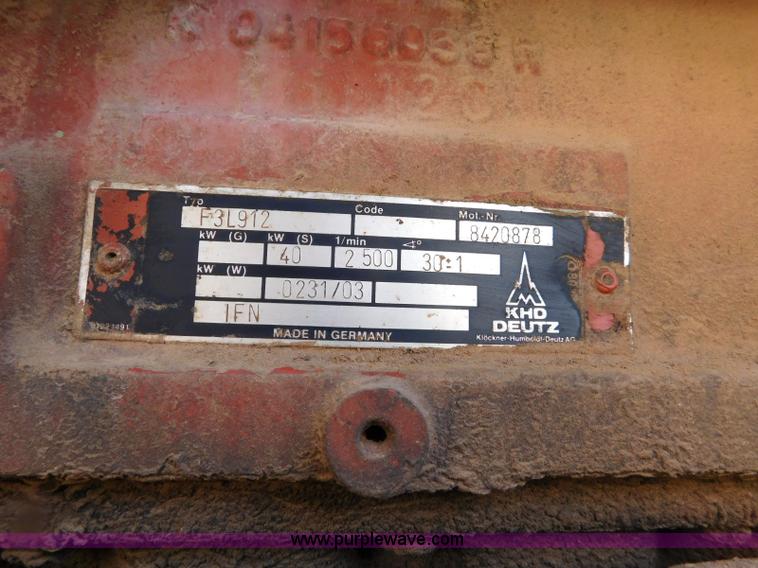 04156055 R
Typ Code Mot.-Nr.
F3L912 8420878
kW (G) kW (S) 1/min ∢°
40 2 500 30·1
kW (W)
0231/03
IFN
KHD
DEUTZ
MADE IN GERMANY
Klöckner-Humboldt-Deutz AG
www.purplewave.com